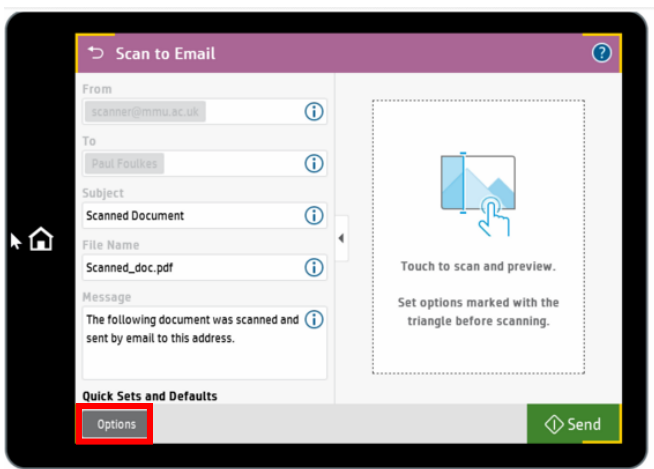 Scan to Email
?
From
scanner@mmu.ac.uk
To
Paul Foulkes
Subject
Scanned Document
File Name
Scanned_doc.pdf
Message
The following document was scanned and
sent by email to this address.
Quick Sets and Defaults
Options
Touch to scan and preview.
Set options marked with the
triangle before scanning.
Send